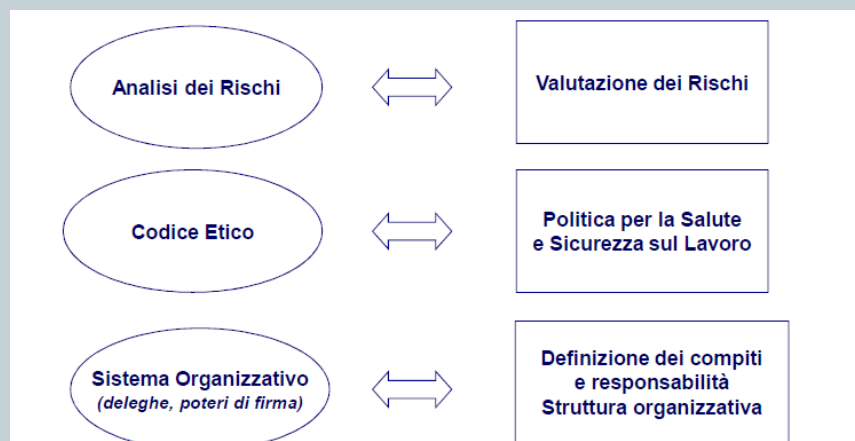 Analisi dei Rischi
Valutazione dei Rischi
Codice Etico
Politica per la Salute
e Sicurezza sul Lavoro
Sistema Organizzativo
(deleghe, poteri di firma)
Definizione dei compiti
e responsabilità
Struttura organizzativa